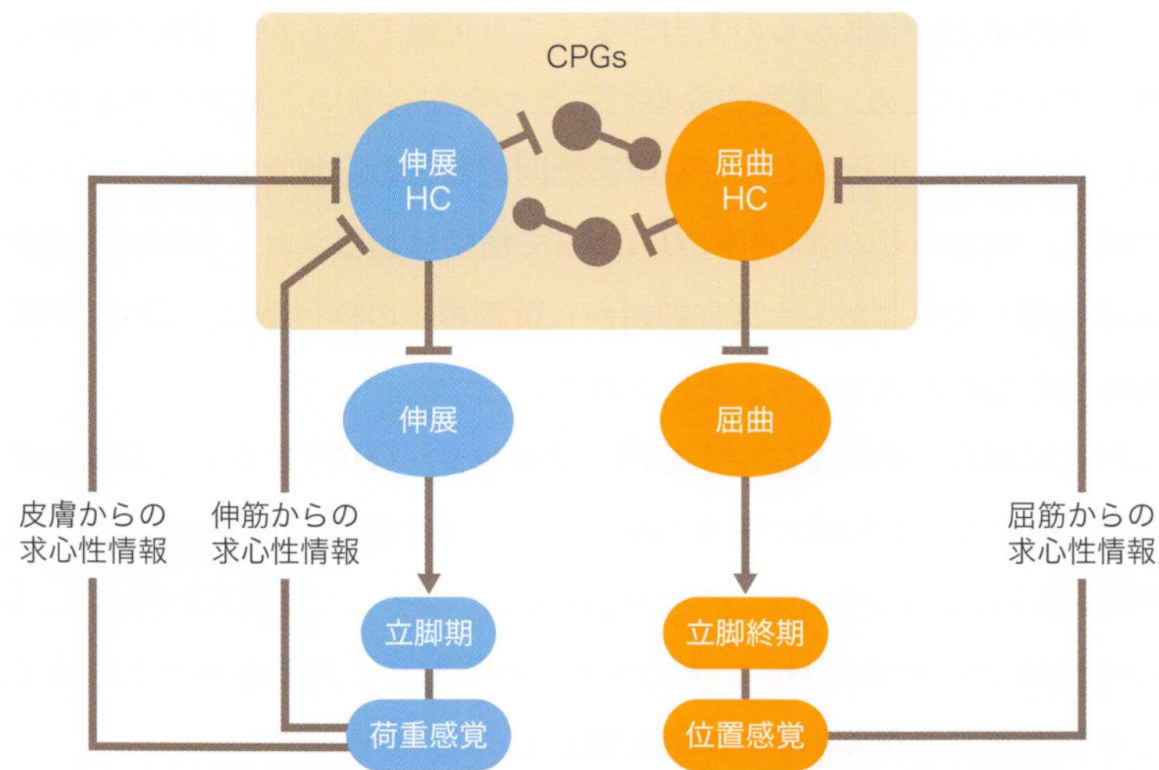 CPGs
伸展
HC
屈曲
HC
伸展
屈曲
皮膚からの
求心性情報
伸筋からの
求心性情報
屈筋からの
求心性情報
立脚期
立脚終期
荷重感覚
位置感覚